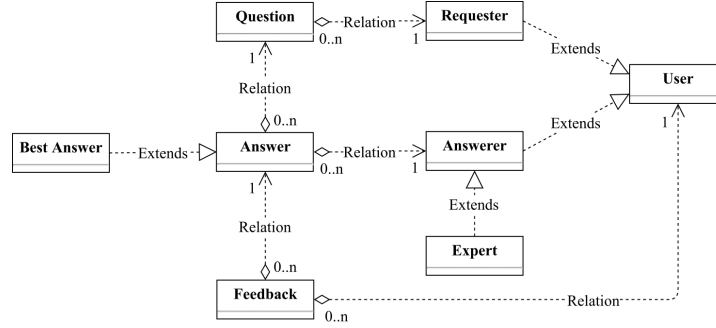 Question
Relation
0..n
1
Requester
Extends
User
1
1
Relation
0..n
Best Answer
Extends
Answer
Relation
0..n
1
Answerer
Extends
1
Extends
Relation
0..n
Expert
Feedback
0..n
Relation